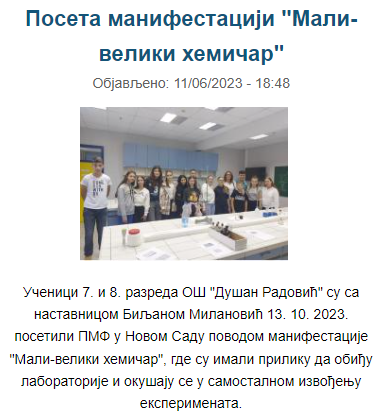 Посета манифестацији "Мали-
велики хемичар"
Објављено: 11/06/2023 - 18:48
Ученици 7. и 8. разреда ОШ "Душан Радовић" су са
наставницом Биљаном Милановић 13. 10. 2023.
посетили ПМФ у Новом Саду поводом манифестације
"Мали-велики хемичар", где су имали прилику да обиђу
лабораторије и окушају се у самосталном извођењу
експеримената.